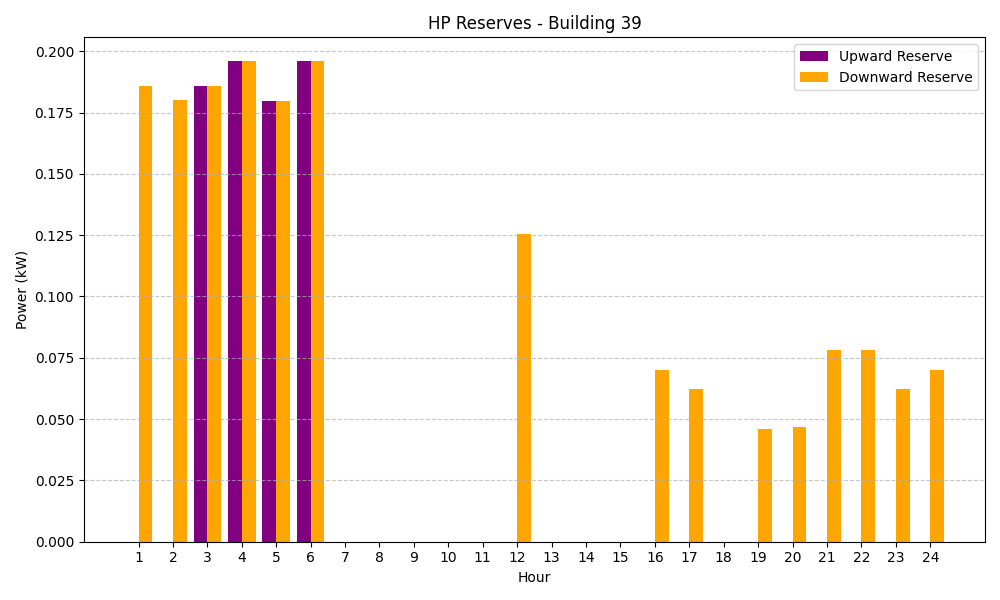 HP Reserves - Building 39
Upward Reserve
Downward Reserve
Power (kW)
0.200
0.175
0.150
0.125
0.100
0.075
0.050
0.025
0.000
1 2 3 4 5 6 7 8 9 10 11 12 13 14 15 16 17 18 19 20 21 22 23 24
Hour